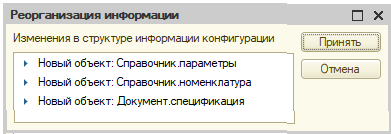 Реорганизация информации
Изменения в структуре информации конфигурации
Новый объект: Справочник.параметры
Новый объект: Справочник.номенклатура
Новый объект: Документ.спецификация
Принять
Отмена